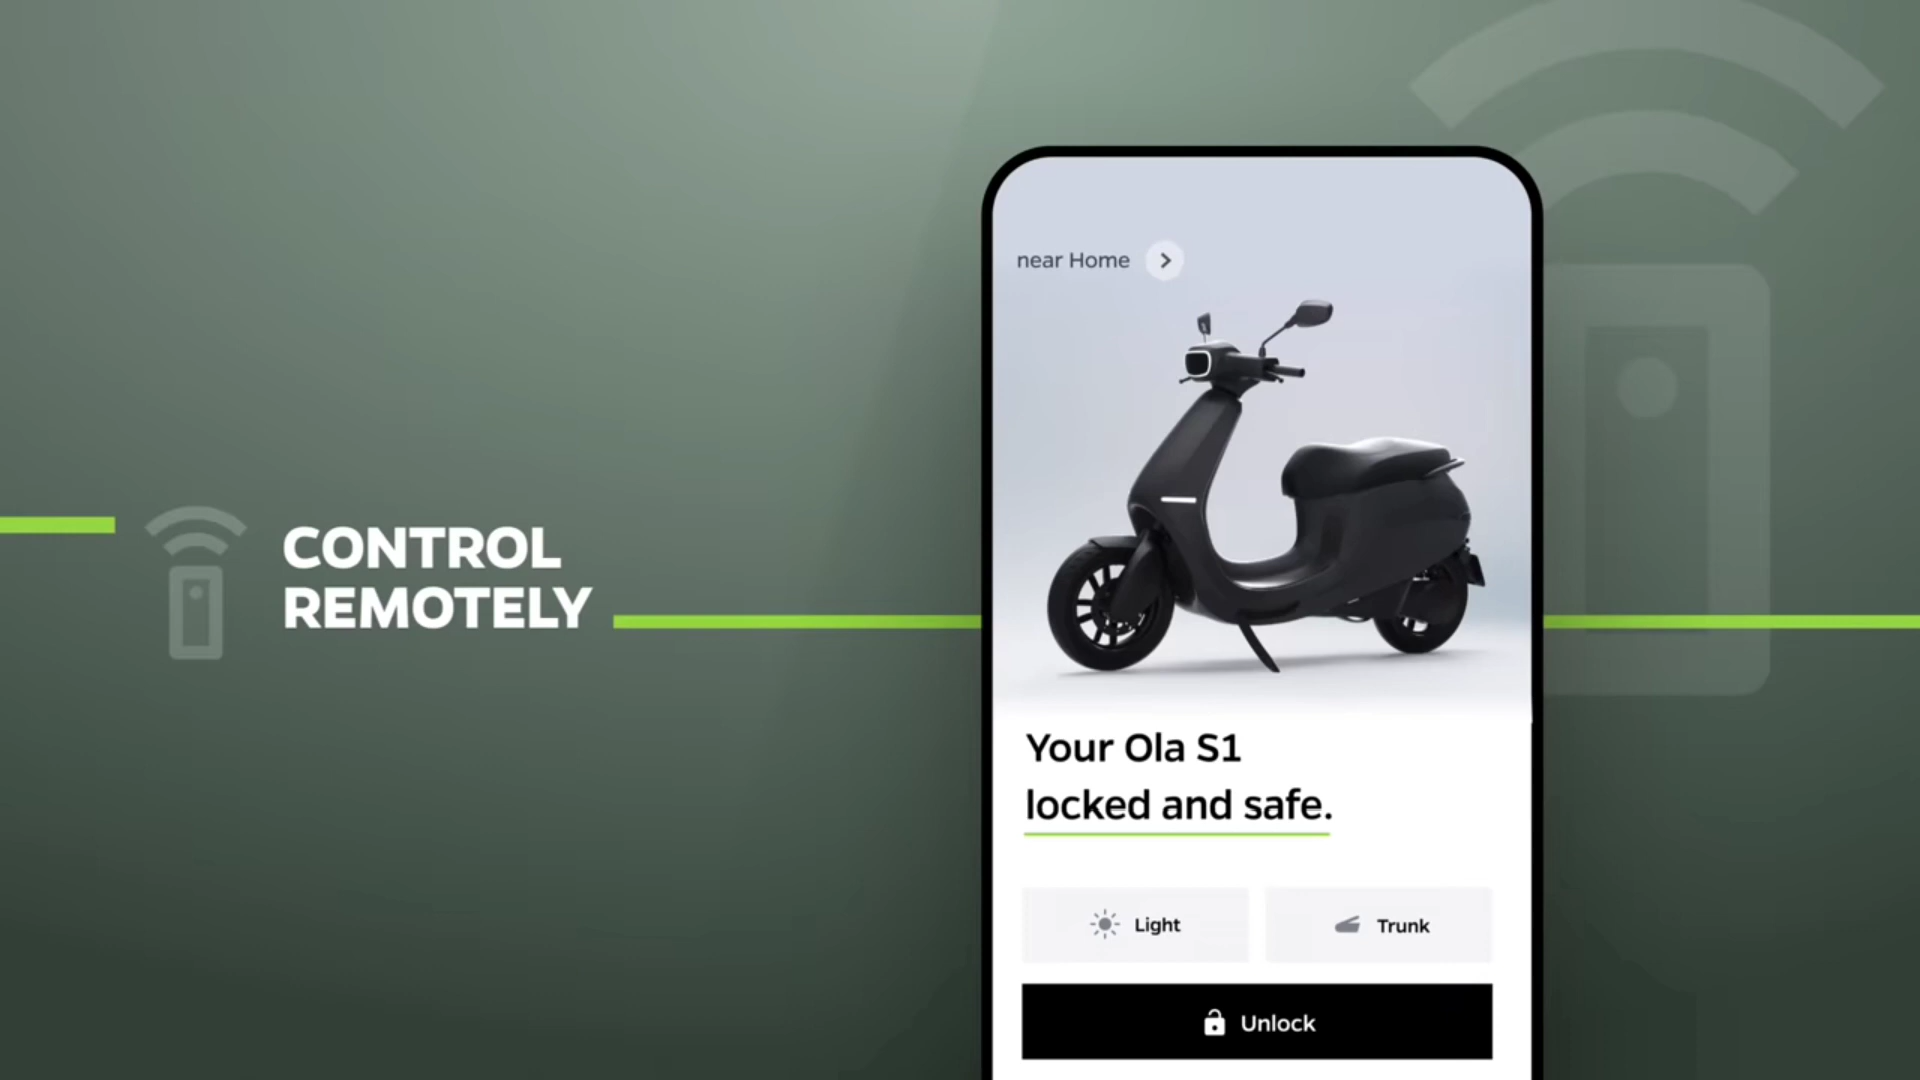 CONTROL
REMOTELY
near Home
Your Ola S1
locked and safe.
Light
Trunk
Unlock